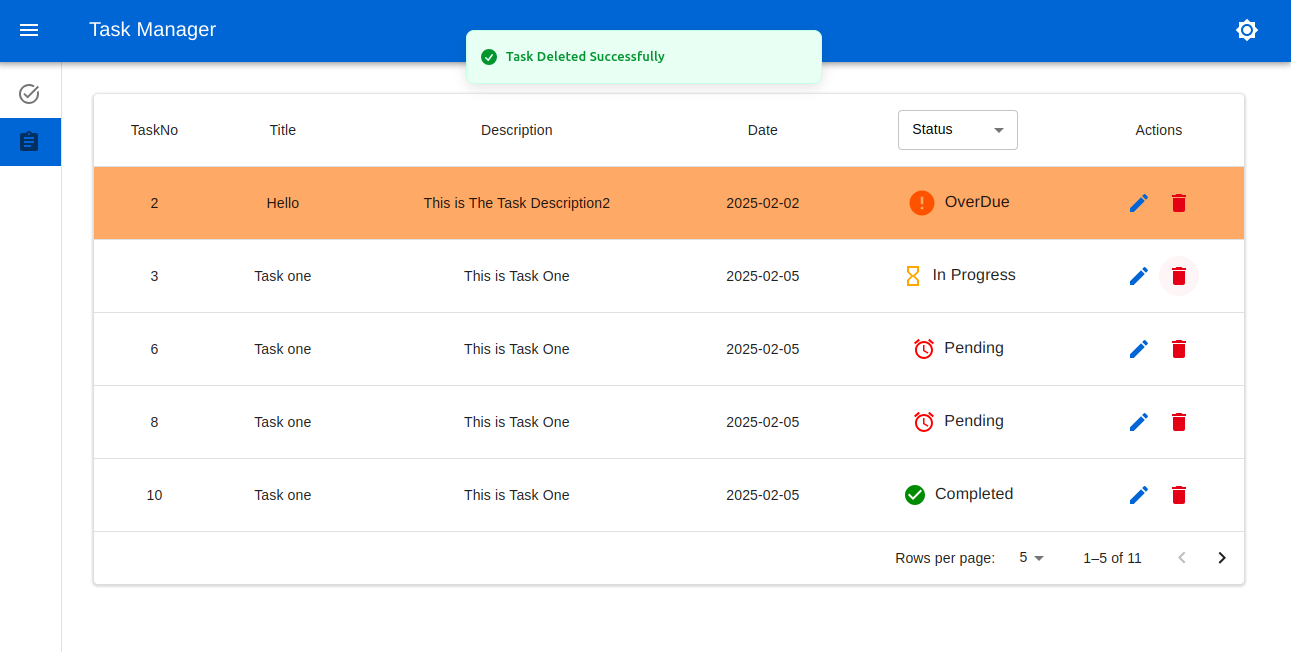 Task Manager
Task Deleted Successfully
TaskNo Title Description Date Status Actions
2 Hello This is The Task Description2 2025-02-02 OverDue
3 Task one This is Task One 2025-02-05 In Progress
6 Task one This is Task One 2025-02-05 Pending
8 Task one This is Task One 2025-02-05 Pending
10 Task one This is Task One 2025-02-05 Completed
Rows per page: 5 1–5 of 11